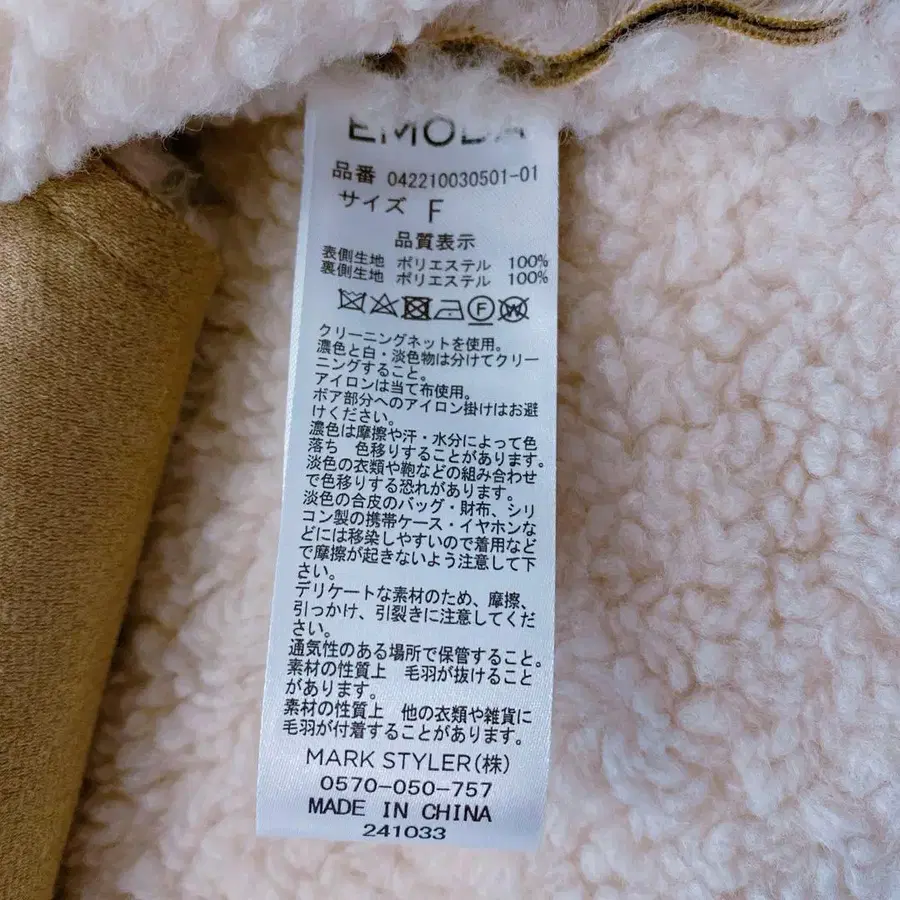 EMODA
品番 042210030501-01
サイズ F
品質表示
表側生地 ポリエステル 100%
裏側生地 ポリエステル 100%
クリーニングネットを使用。
濃色と白・淡色物は分けてクリー
ニングすること。
アイロンは当て布使用。
ボア部分へのアイロン掛けはお避
けください。
濃色は摩擦や汗・水分によって色
落ち 色移りすることがあります。
淡色の衣類や鞄などの組み合わせ
で色移りする恐れがあります。
淡色の合皮のバッグ・財布、シリ
コン製の携帯ケース・イヤホンな
どには移染しやすいので着用など
で摩擦が起きないよう注意して下
さい。
デリケートな素材のため、摩擦、
引っかけ、引裂きに注意してくだ
さい。
通気性のある場所で保管すること。
素材の性質上 毛羽が抜けること
があります。
素材の性質上 他の衣類や雑貨に
毛羽が付着することがあります。
MARK STYLER(株)
0570-050-757
MADE IN CHINA
241033